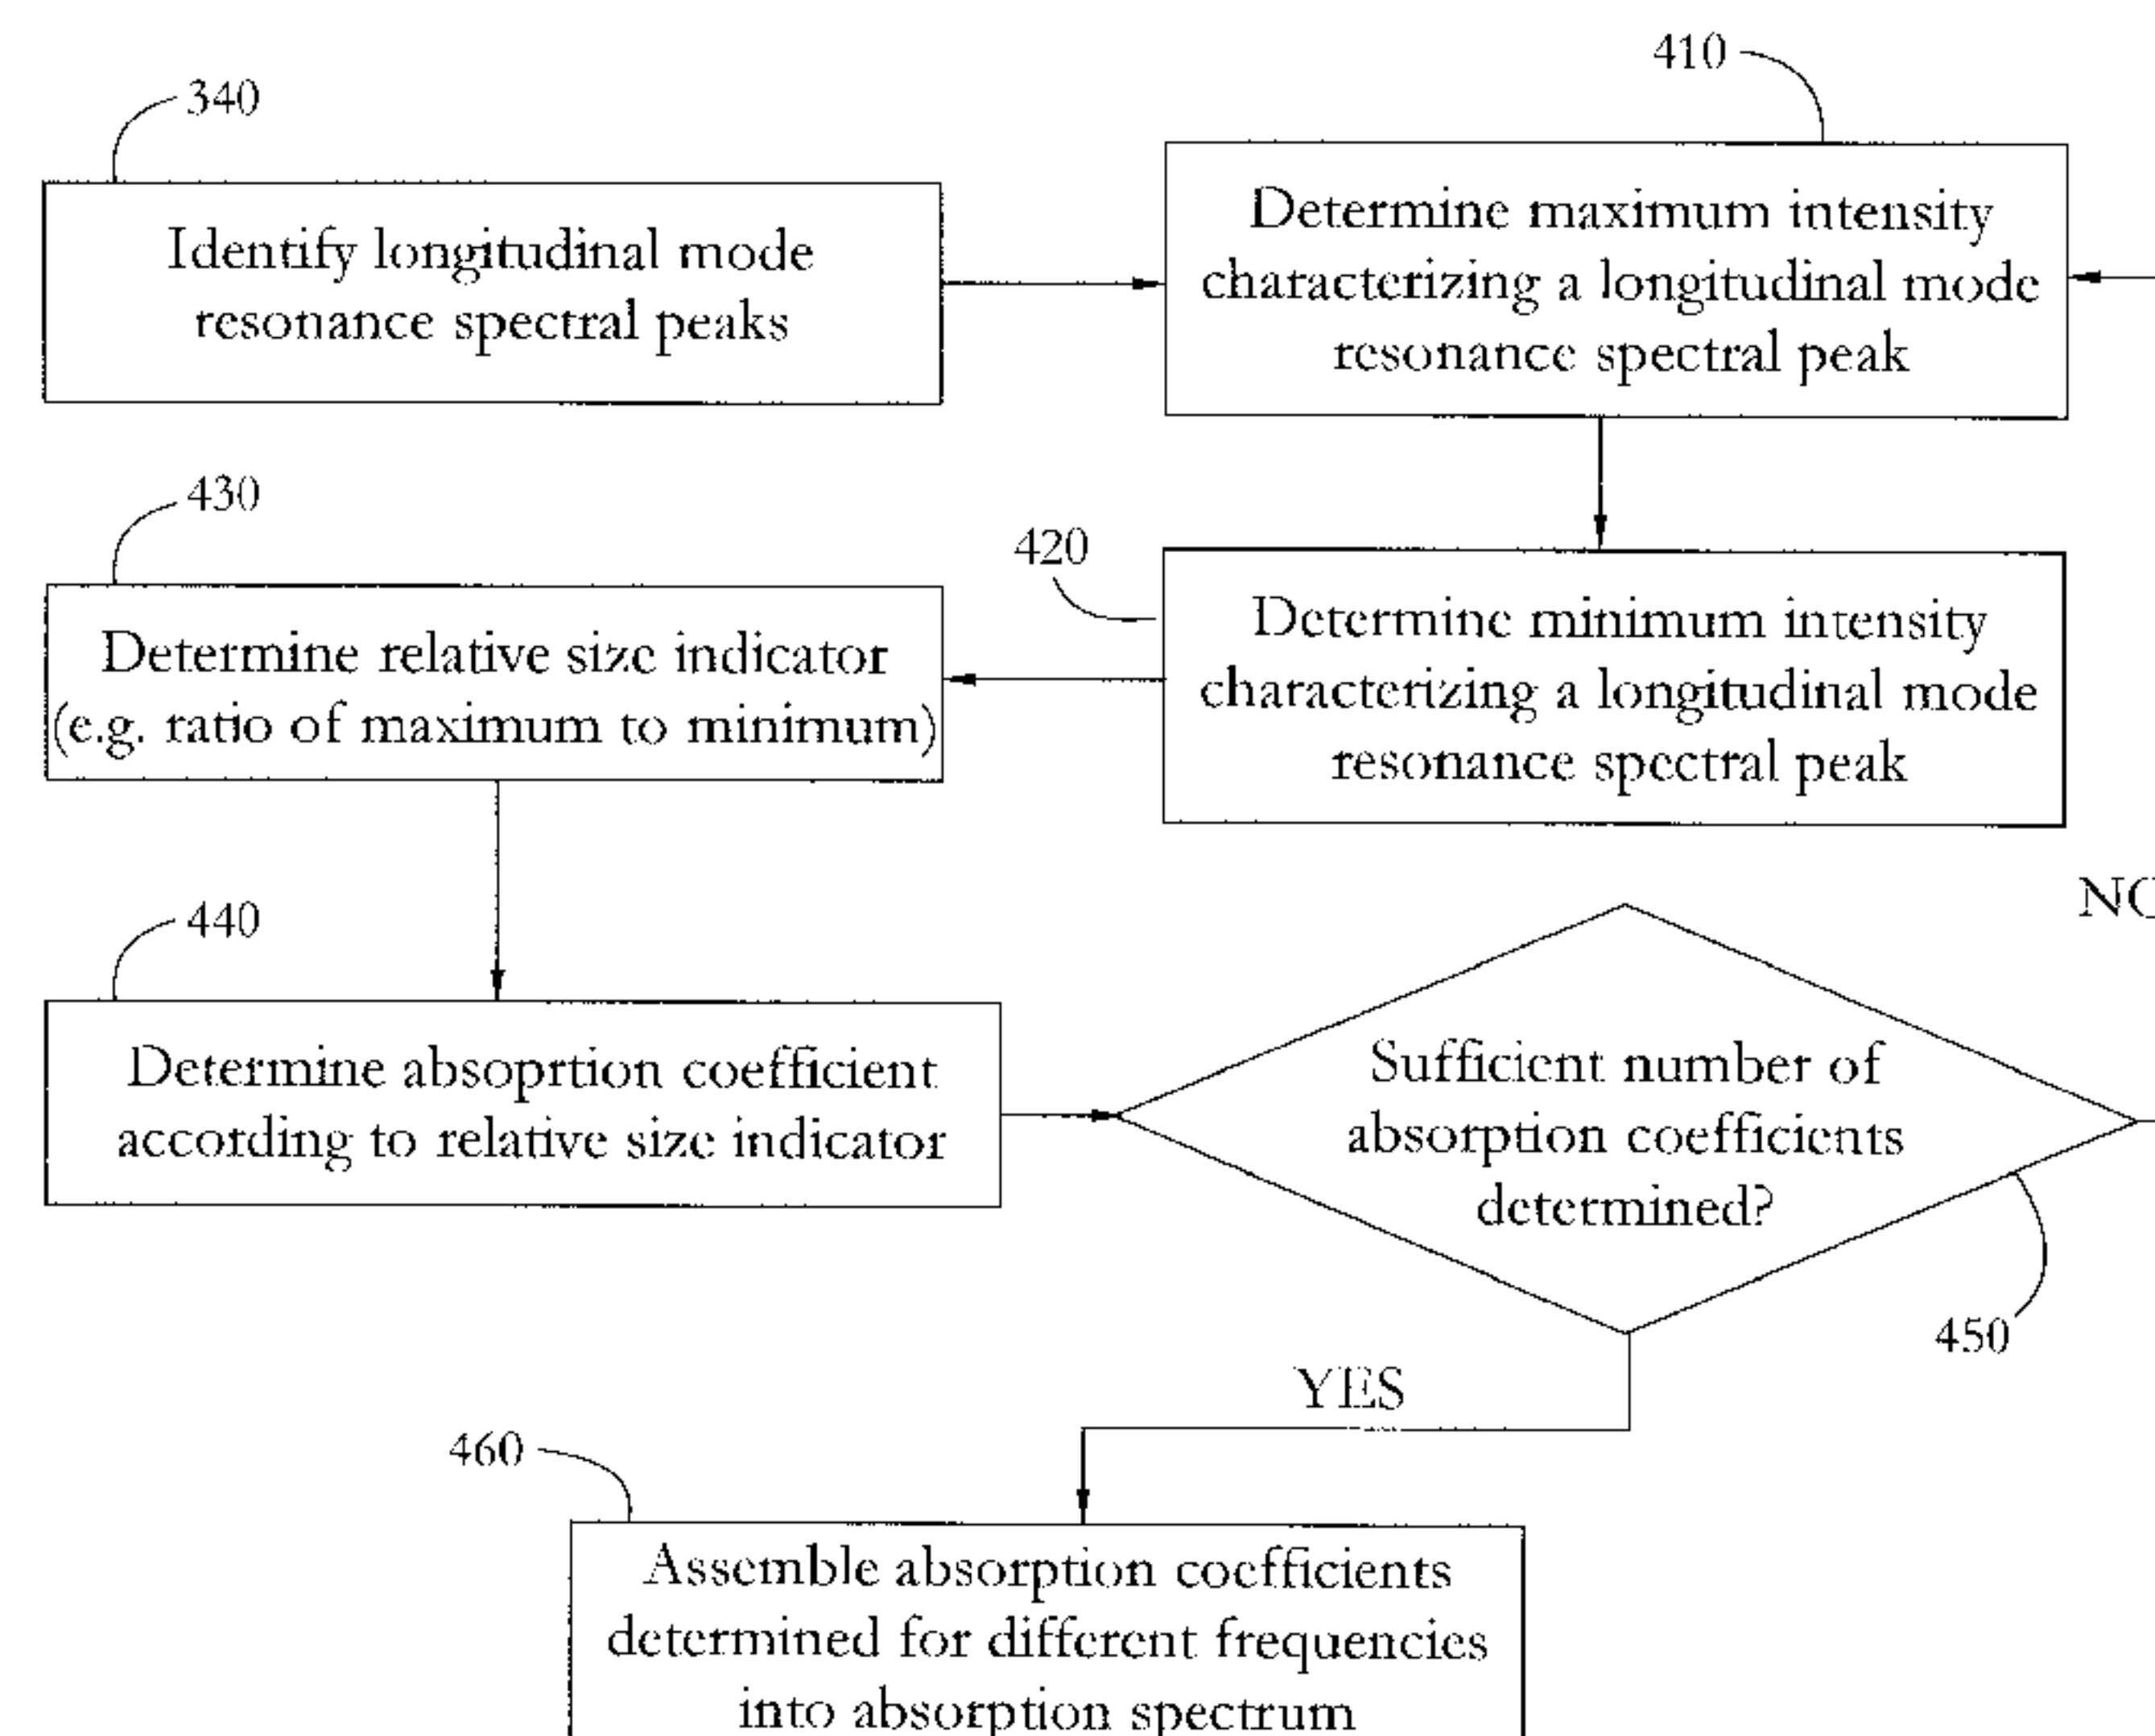 340
Identify longitudinal mode
resonance spectral peaks
410
Determine maximum intensity
characterizing a longitudinal mode
resonance spectral peak
420
Determine minimum intensity
characterizing a longitudinal mode
resonance spectral peak
430
Determine relative size indicator
(e.g. ratio of maximum to minimum)
440
Determine absoprtion coefficient
according to relative size indicator
Sufficient number of
absorption coefficients
determined?
450
NO
YES
460
Assemble absorption coefficients
determined for different frequencies
into absorption spectrum